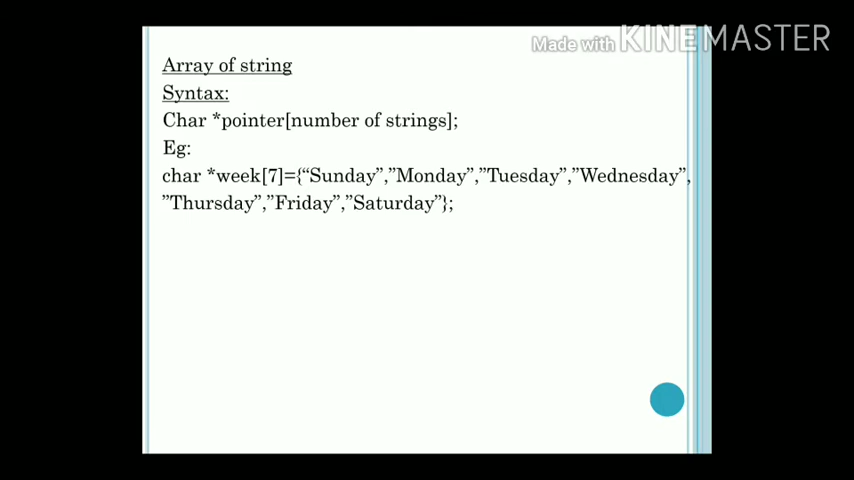 Made with KINEMASTER
Array of string
Syntax:
Char *pointer[number of strings];
Eg:
char *week[7]={“Sunday”,”Monday”,”Tuesday”,”Wednesday”,
”Thursday”,”Friday”,”Saturday”};